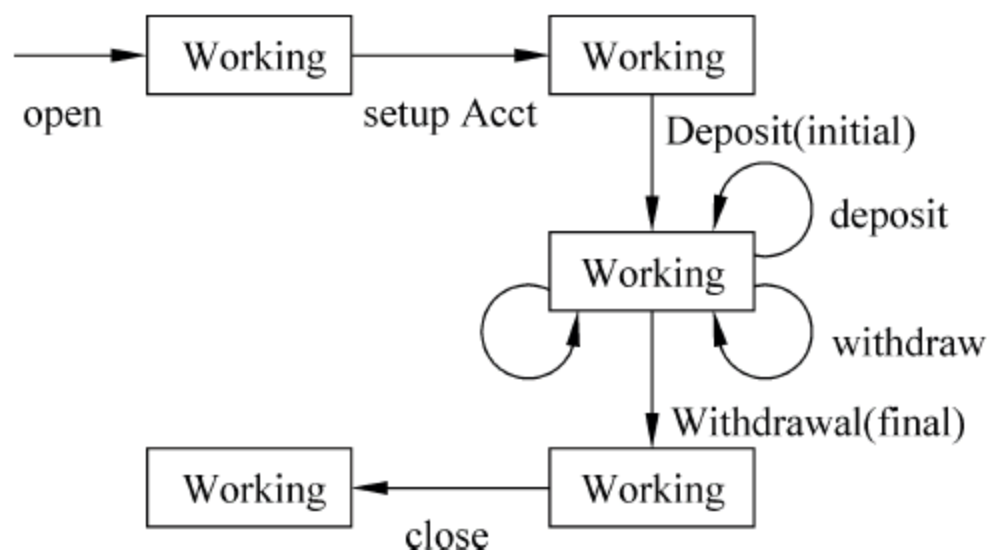 Working
Working
open
setup Acct
Deposit(initial)
deposit
Working
withdraw
Withdrawal(final)
Working
Working
close